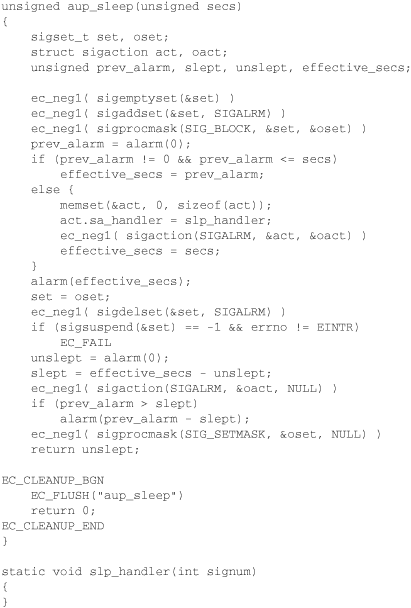 unsigned aup_sleep(unsigned secs)
{
    sigset_t set, oset;
    struct sigaction act, oact;
    unsigned prev_alarm, slept, unslept, effective_secs;

    ec_neg1( sigemptyset(&set) )
    ec_neg1( sigaddset(&set, SIGALRM) )
    ec_neg1( sigprocmask(SIG_BLOCK, &set, &oset) )
    prev_alarm = alarm(0);
    if (prev_alarm != 0 && prev_alarm <= secs)
        effective_secs = prev_alarm;
    else {
        memset(&act, 0, sizeof(act));
        act.sa_handler = slp_handler;
        ec_neg1( sigaction(SIGALRM, &act, &oact) )
        effective_secs = secs;
    }
    alarm(effective_secs);
    set = oset;
    ec_neg1( sigdelset(&set, SIGALRM) )
    if (sigsuspend(&set) == -1 && errno != EINTR)
        EC_FAIL
    unslept = alarm(0);
    slept = effective_secs - unslept;
    ec_neg1( sigaction(SIGALRM, &oact, NULL) )
    if (prev_alarm > slept)
        alarm(prev_alarm - slept);
    ec_neg1( sigprocmask(SIG_SETMASK, &oset, NULL) )
    return unslept;

EC_CLEANUP_BGN
    EC_FLUSH("aup_sleep")
    return 0;
EC_CLEANUP_END
}

static void slp_handler(int signum)
{
}